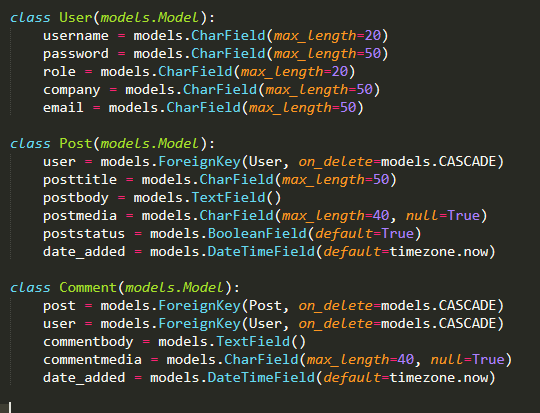 class User(models.Model):
    username = models.CharField(max_length=20)
    password = models.CharField(max_length=50)
    role = models.CharField(max_length=20)
    company = models.CharField(max_length=50)
    email = models.CharField(max_length=50)

class Post(models.Model):
    user = models.ForeignKey(User, on_delete=models.CASCADE)
    posttitle = models.CharField(max_length=50)
    postbody = models.TextField()
    postmedia = models.CharField(max_length=40, null=True)
    poststatus = models.BooleanField(default=True)
    date_added = models.DateTimeField(default=timezone.now)

class Comment(models.Model):
    post = models.ForeignKey(Post, on_delete=models.CASCADE)
    user = models.ForeignKey(User, on_delete=models.CASCADE)
    commentbody = models.TextField()
    commentmedia = models.CharField(max_length=40, null=True)
    date_added = models.DateTimeField(default=timezone.now)